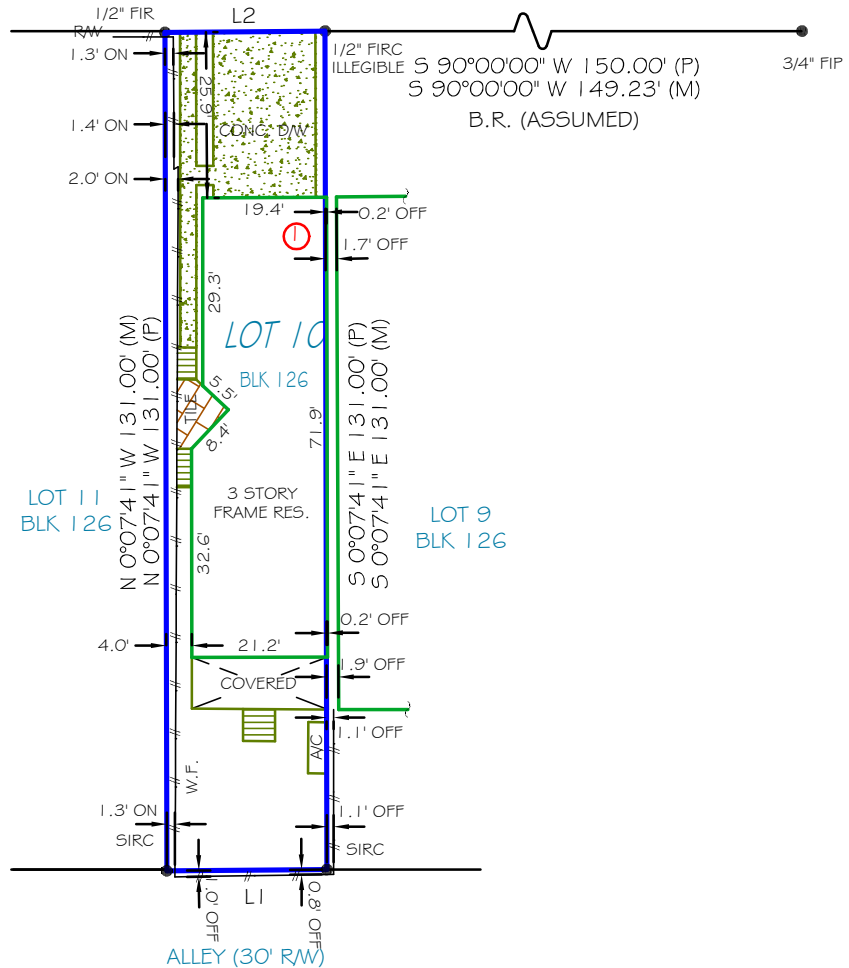 1/2" FIR
L2
R/W
1.3' ON
1/2" FIRC
ILLEGIBLE
S 90°00'00" W 150.00' (P)
S 90°00'00" W 149.23' (M)
B.R. (ASSUMED)
3/4" FIP
25.9'
1.4' ON
CONC. D/W
2.0' ON
19.4'
0.2' OFF
1
1.7' OFF
29.3'
LOT 10
BLK 126
N 0°07'41" W 131.00' (M)
N 0°07'41" W 131.00' (P)
S 0°07'41" E 131.00' (P)
S 0°07'41" E 131.00' (M)
5.5'
TILE
8.4'
71.9'
LOT 11
BLK 126
3 STORY
FRAME RES.
LOT 9
BLK 126
32.6'
0.2' OFF
4.0'
21.2'
1.9' OFF
COVERED
1.1' OFF
A/C
W.F.
1.3' ON
1.1' OFF
SIRC
SIRC
L1
1.0' OFF
0.8' OFF
ALLEY (30' R/W)